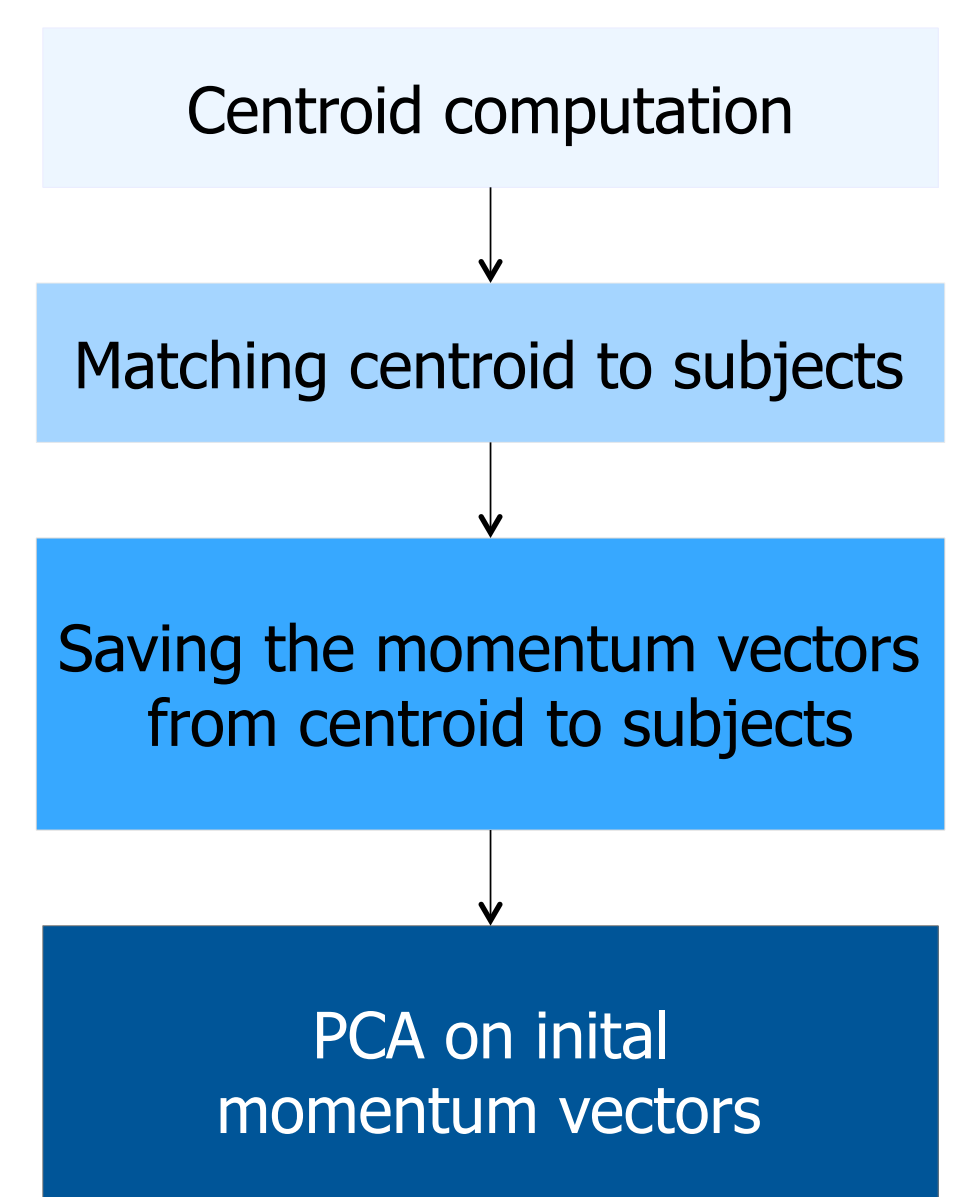 Centroid computation
Matching centroid to subjects
Saving the momentum vectors
from centroid to subjects
PCA on inital
momentum vectors